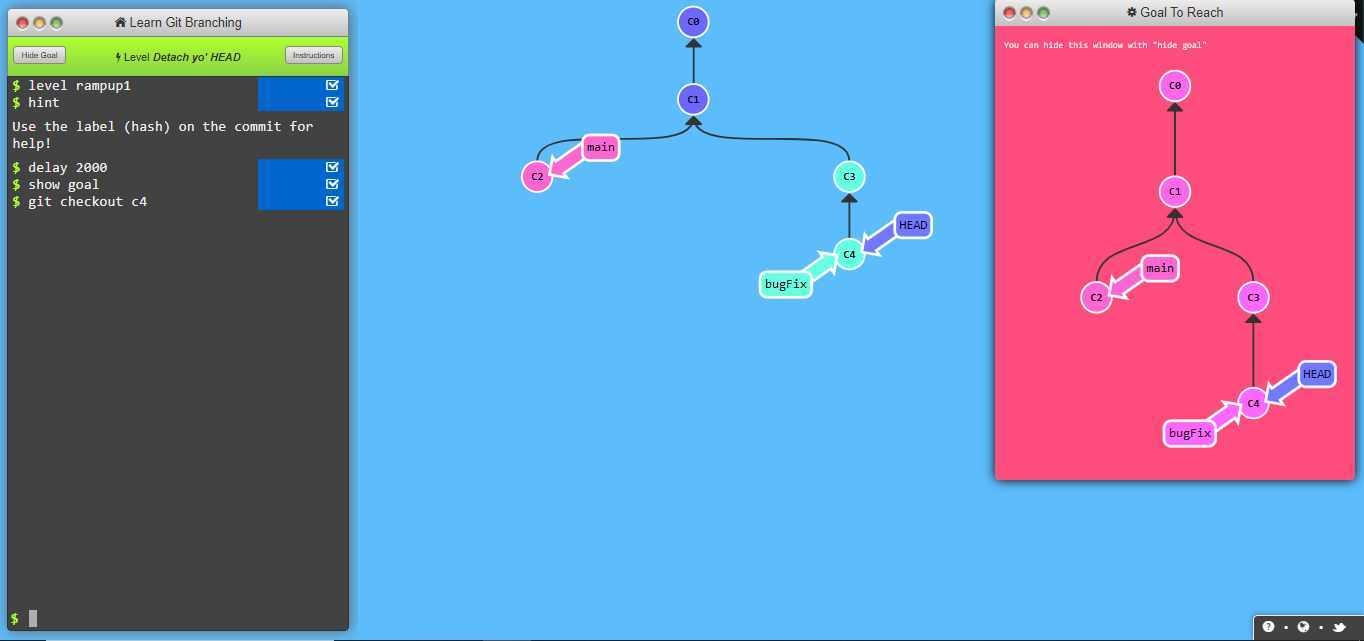 Learn Git Branching
Hide Goal
Level Detach yo' HEAD
Instructions
$ level rampup1
$ hint
Use the label (hash) on the commit for
help!
$ delay 2000
$ show goal
$ git checkout c4
$
C0
C1
main
C2
C3
HEAD
C4
bugFix
Goal To Reach
You can hide this window with "hide goal"
C0
C1
main
C2
C3
HEAD
C4
bugFix